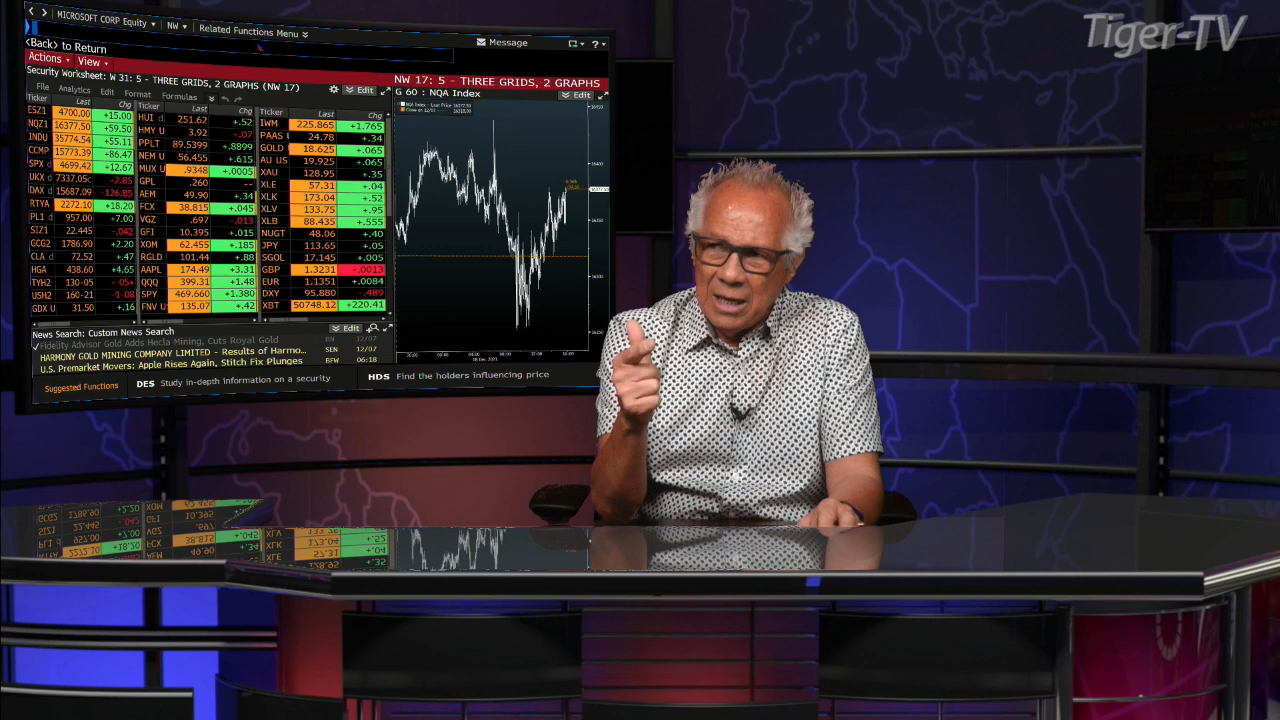 Tiger-TV
MICROSOFT CORP Equity NW Related Functions Menu
Message
<Back> to Return
Actions View
Security Worksheet: W 31: 5 - THREE GRIDS, 2 GRAPHS (NW 17)
Edit
NW 17: 5 - THREE GRIDS, 2 GRAPHS
G 60 : NQA Index
Edit
File Analytics Edit Format Formulas
Ticker Last Chg
ESZ1 4700.00 +15.00
NQZ1 16377.50 +59.50
INDU 35774.54 +55.11
CCMP 15773.39 +86.47
SPX d 4699.42 +12.67
UKX d 7337.05c -2.85
DAX d 15687.09 -126.85
RTYA 2272.10 +18.20
PL1 d 957.00 +7.00
SIZ1 22.445 -.042
GCG2 1786.90 +2.20
CLA d 72.52 +.47
HGA 438.60 +4.65
TYH2 130-05 -05+
USH2 160-21 -1-08
GDX U 31.50 +.16
Ticker Last Chg
HUI d 251.62 +.52
HMY U 3.92 -.07
PPLT 89.5399 +.8899
NEM U 56.455 +.615
MUX U .9348 +.0005
GPL .260 --
AEM 49.90 +.34
FCX 38.815 +.045
VGZ .697 -.013
GFI 10.395 +.015
XOM 62.455 +.185
RGLD 101.44 +.88
AAPL 174.49 +3.31
QQQ 399.31 +1.48
SPY 469.660 +1.380
FNV U 135.07 +.42
Ticker Last Chg
IWM 225.865 +1.765
PAAS U 24.78 +.34
GOLD 18.625 +.065
AU US 19.925 +.065
XAU 128.95 +.35
XLE 57.31 +.04
XLK 173.04 +.52
XLV 133.75 +.95
XLB 88.435 +.555
NUGT 48.06 +.40
JPY 113.65 +.05
SGOL 17.145 +.005
GBP 1.3231 -.0013
EUR 1.1351 +.0084
DXY 95.880 -.489
XBT 50748.12 +220.41
News Search: Custom News Search
Edit
Fidelity Advisor Gold Adds Hecla Mining, Cuts Royal Gold BN 12/07
HARMONY GOLD MINING COMPANY LIMITED - Results of Harmo... SEN 12/07
U.S. Premarket Movers: Apple Rises Again, Stitch Fix Plunges BFW 06:18
Suggested Functions DES Study in-depth information on a security HDS Find the holders influencing price